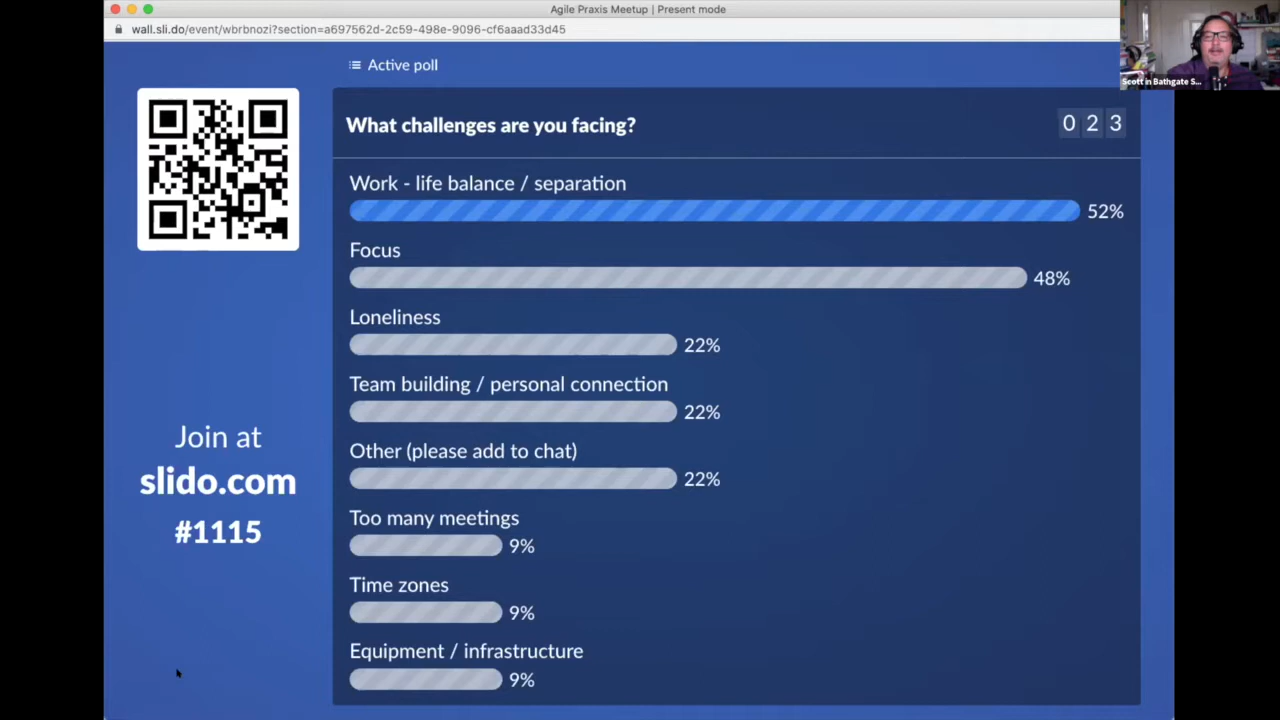 Agile Praxis Meetup | Present mode
wall.sli.do/event/wbrbnozi?section=a697562d-2c59-498e-9096-cf6aaad33d45
Scott in Bathgate S...
Active poll
What challenges are you facing?
0 2 3
Work - life balance / separation
52%
Focus
48%
Loneliness
22%
Team building / personal connection
22%
Other (please add to chat)
22%
Too many meetings
9%
Time zones
9%
Equipment / infrastructure
9%
Join at
slido.com
#1115